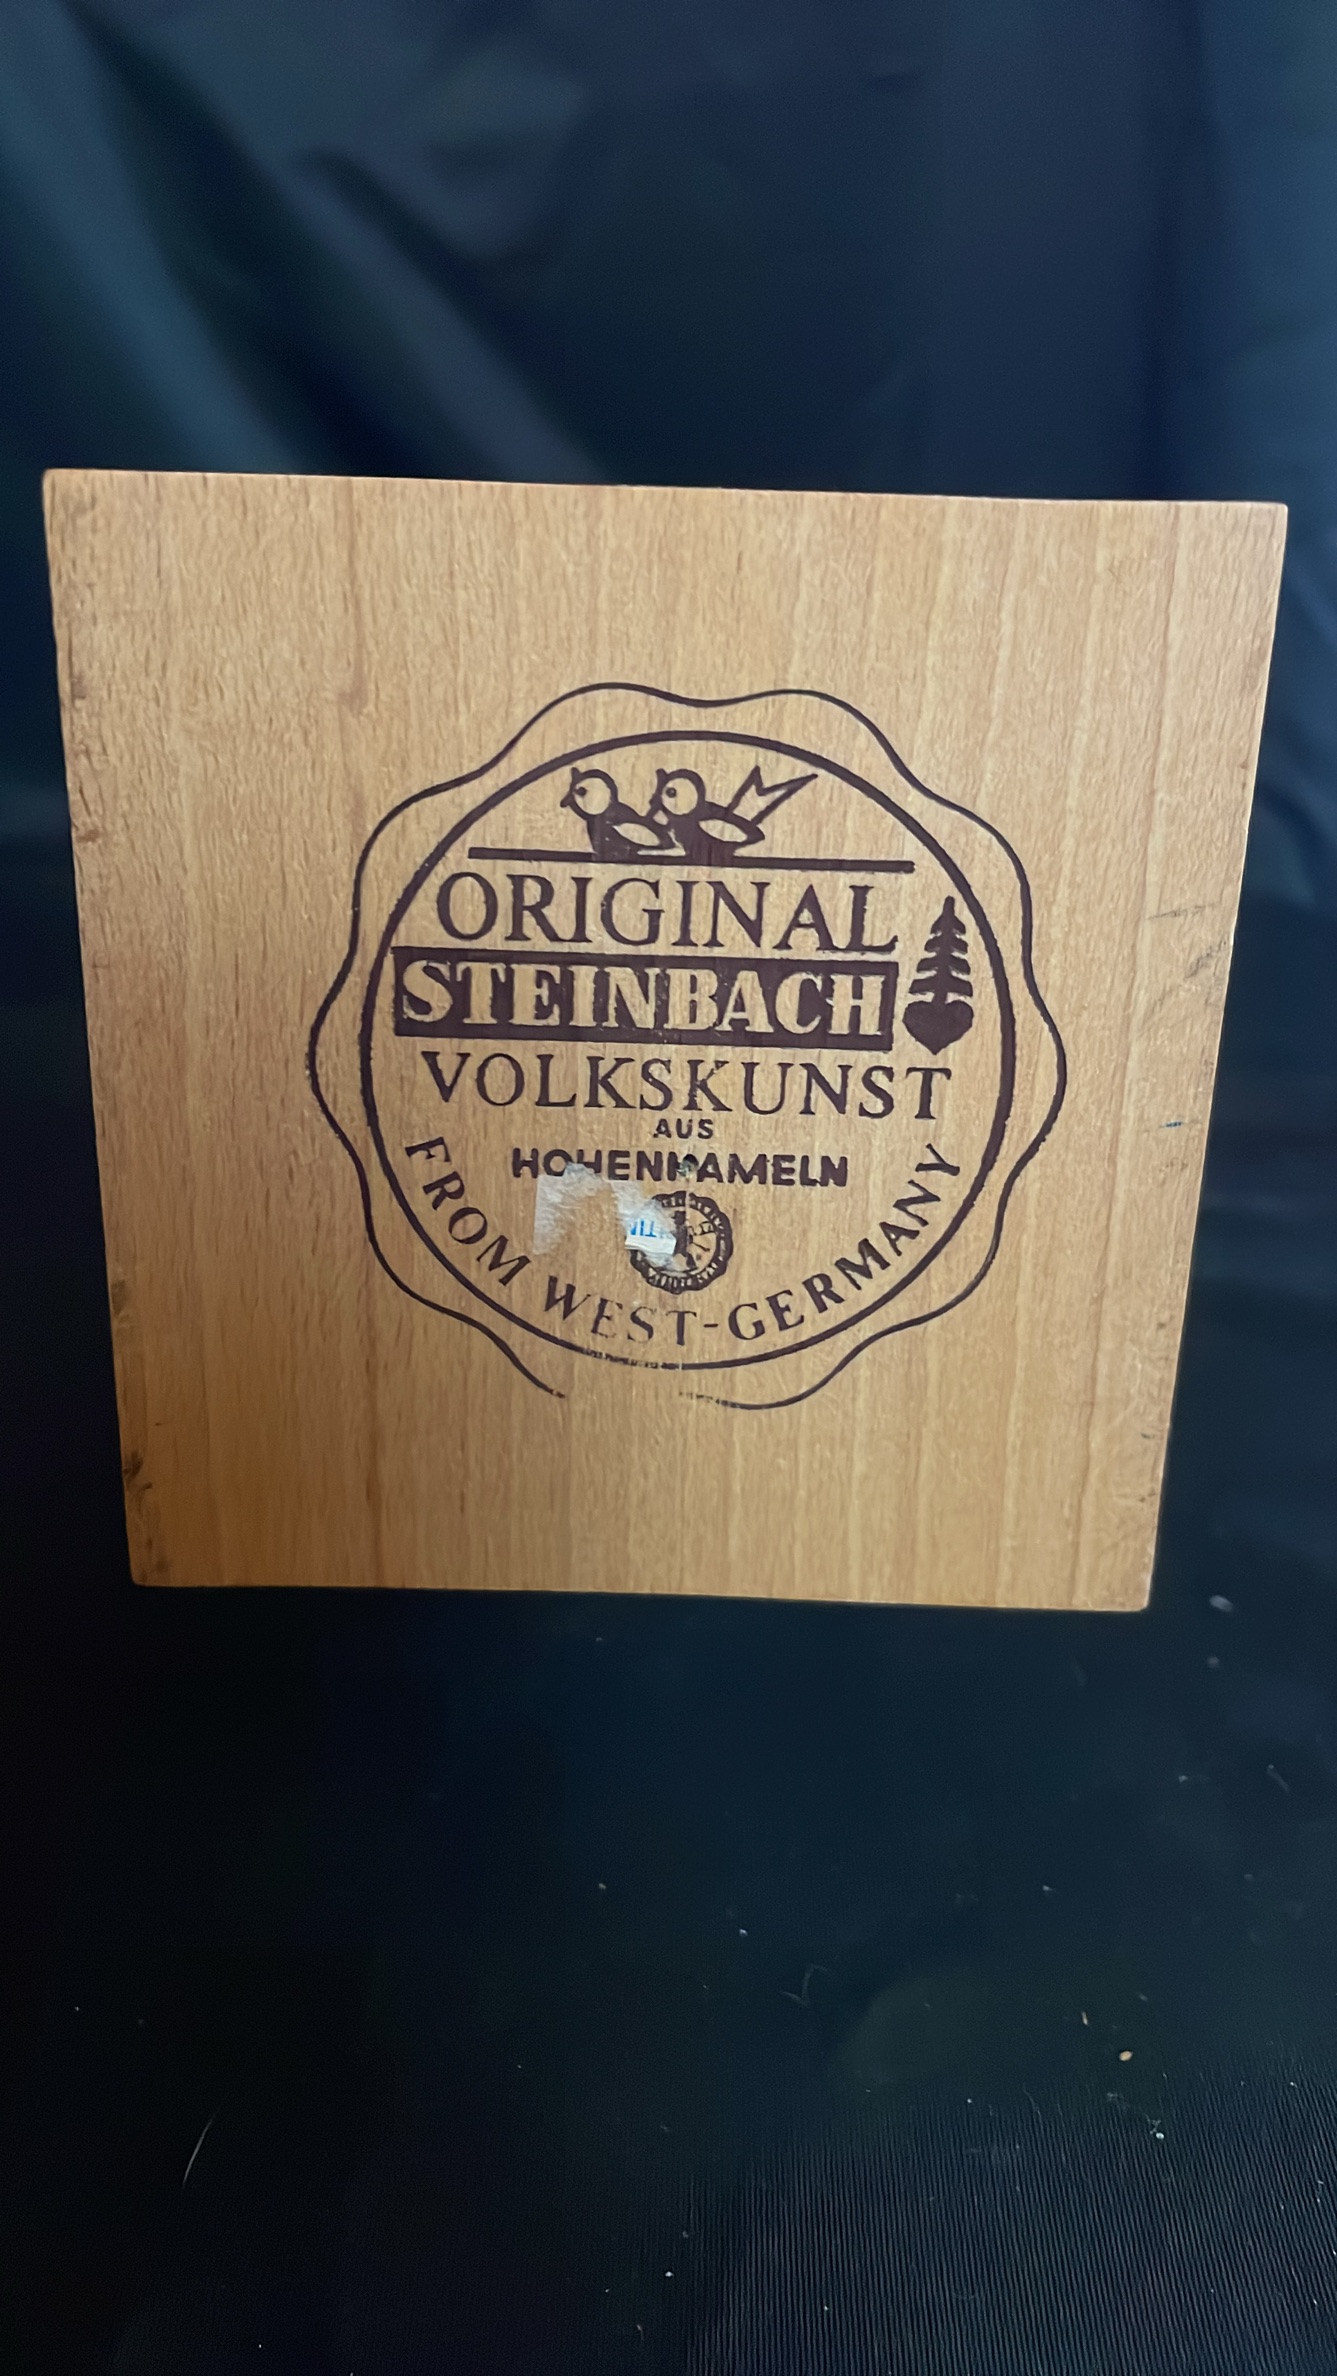 ORIGINAL
STEINBACH
VOLKSKUNST
AUS
HOHENHAMELN
FROM WEST-GERMANY